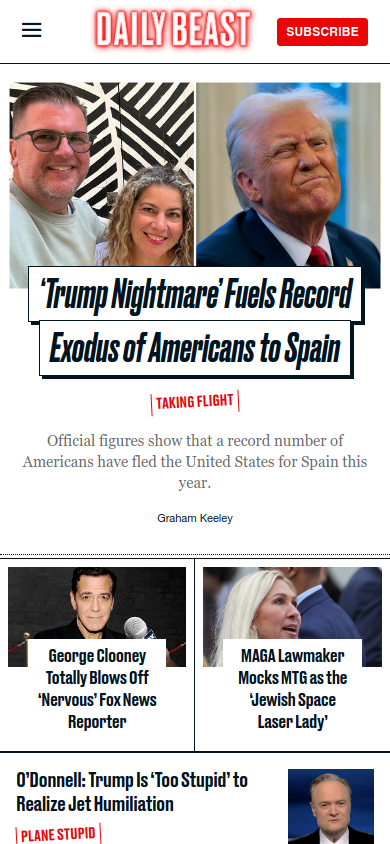 DAILY BEAST
SUBSCRIBE
‘Trump Nightmare’ Fuels Record
Exodus of Americans to Spain
TAKING FLIGHT
Official figures show that a record number of
Americans have fled the United States for Spain this
year.
Graham Keeley
George Clooney
Totally Blows Off
‘Nervous’ Fox News
Reporter
MAGA Lawmaker
Mocks MTG as the
‘Jewish Space
Laser Lady’
O’Donnell: Trump Is ‘Too Stupid’ to
Realize Jet Humiliation
PLANE STUPID